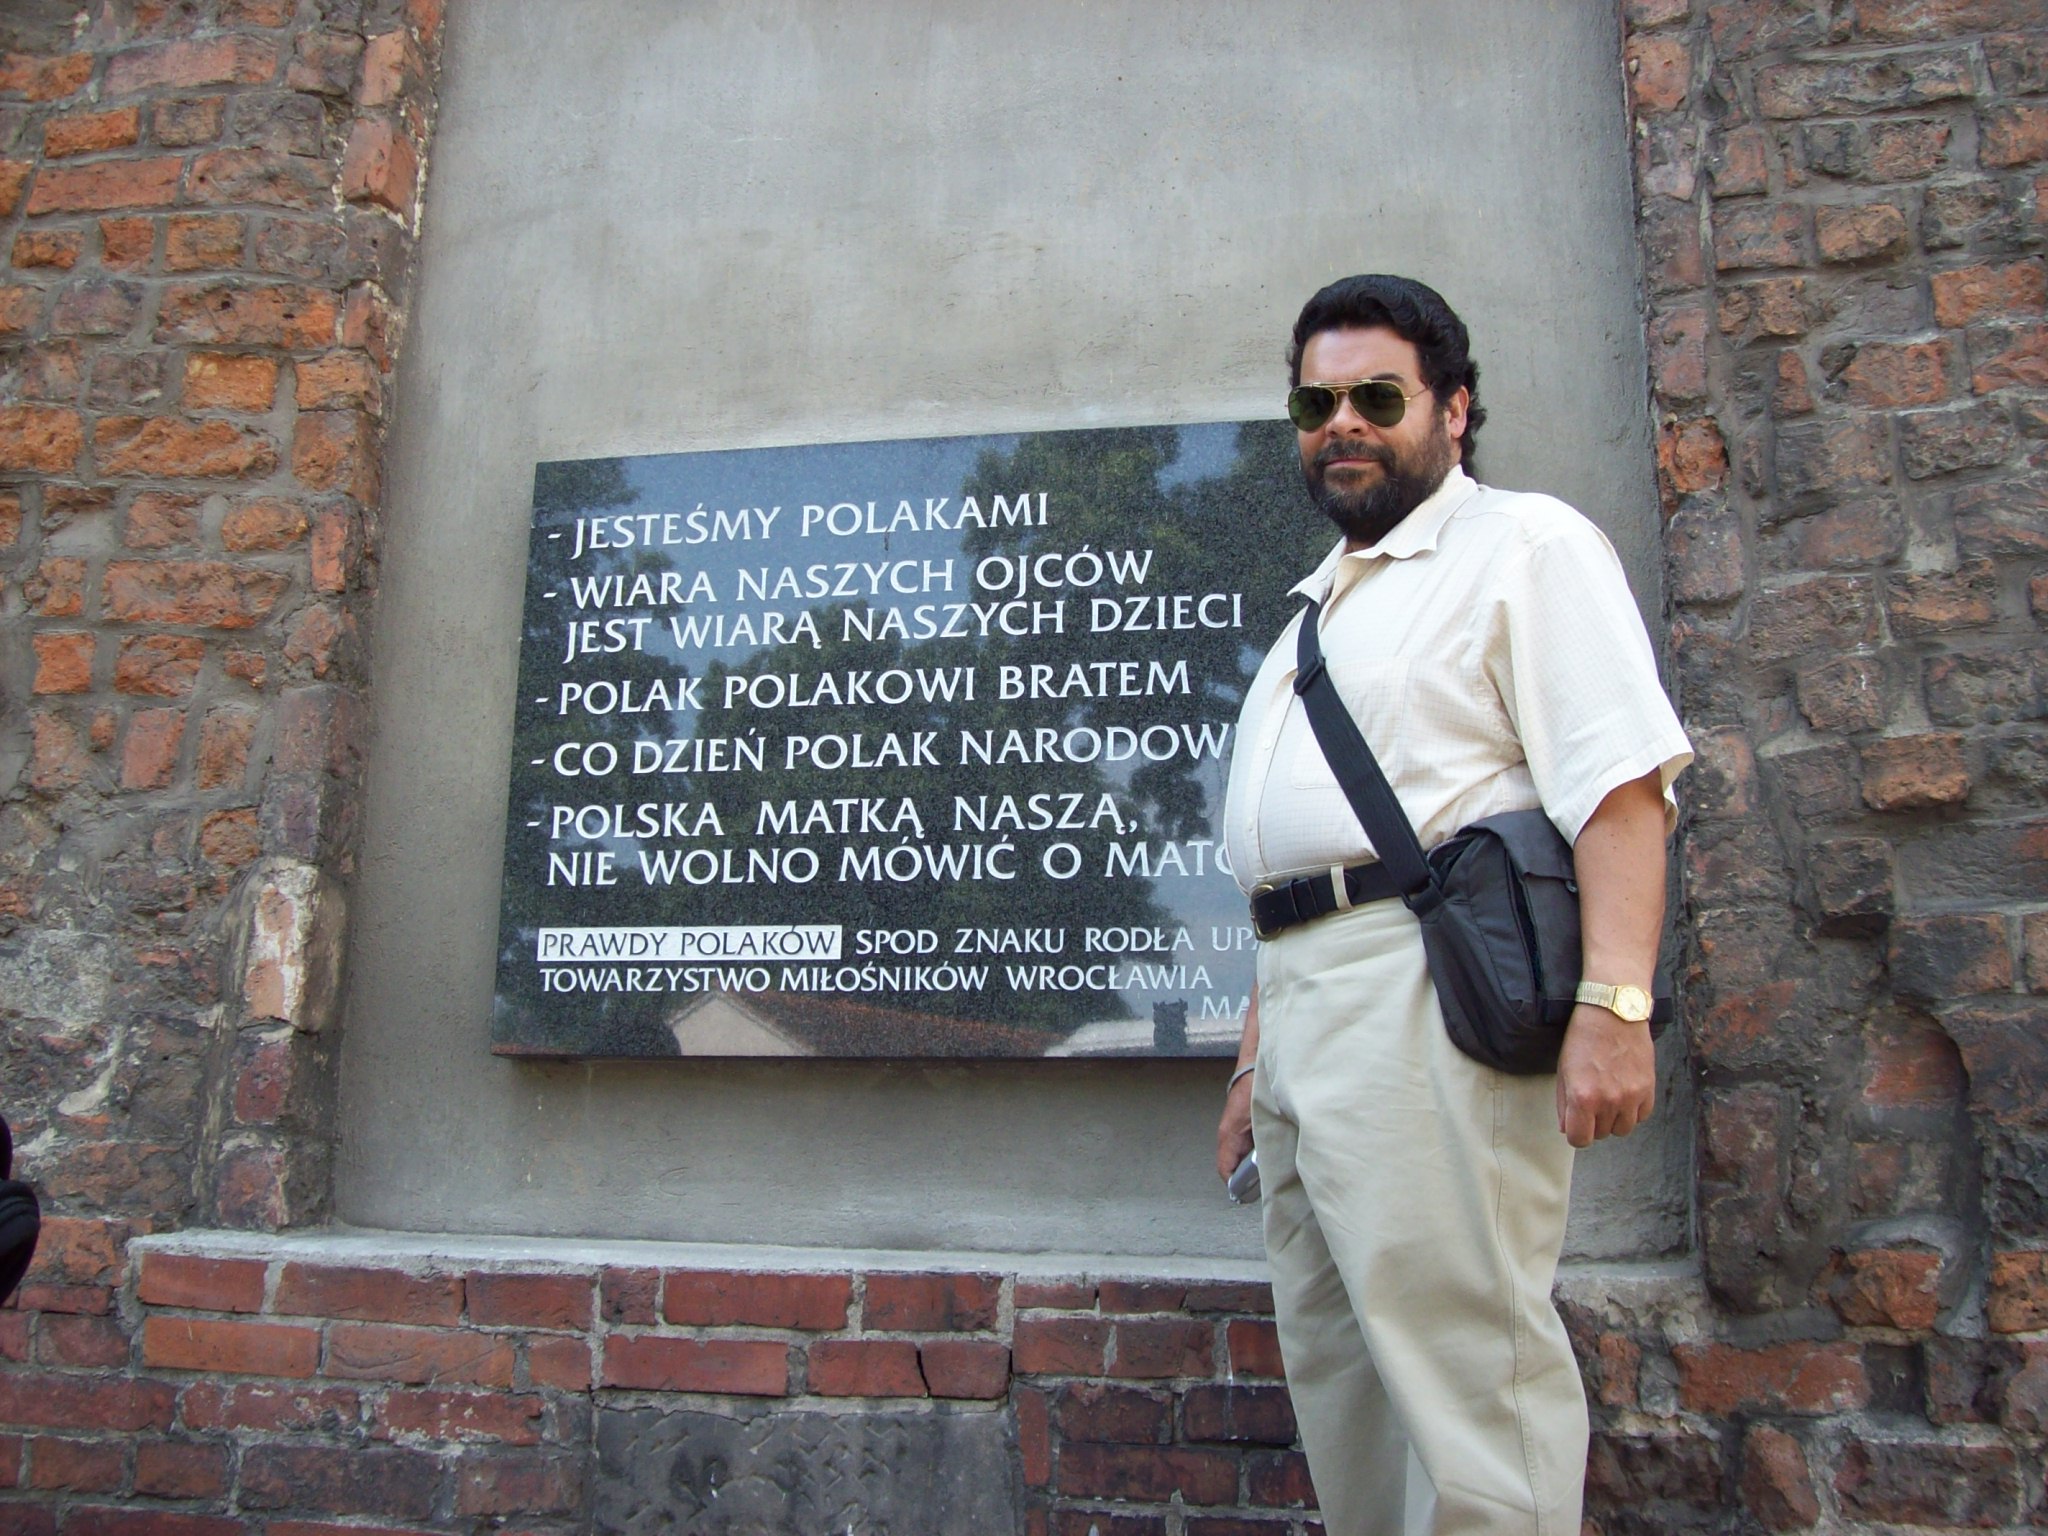 - JESTEŚMY POLAKAMI
- WIARA NASZYCH OJCÓW
JEST WIARĄ NASZYCH DZIECI
- POLAK POLAKOWI BRATEM
- CO DZIEŃ POLAK NARODOWI
- POLSKA MATKĄ NASZĄ,
NIE WOLNO MÓWIĆ O MATCE
PRAWDY POLAKÓW SPOD ZNAKU RODŁA
TOWARZYSTWO MIŁOŚNIKÓW WROCŁAWIA